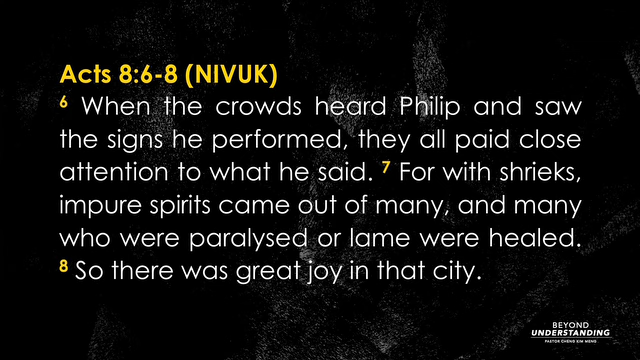 Acts 8:6-8 (NIVUK)
6 When the crowds heard Philip and saw
the signs he performed, they all paid close
attention to what he said. 7 For with shrieks,
impure spirits came out of many, and many
who were paralysed or lame were healed.
8 So there was great joy in that city.
BEYOND
UNDERSTANDING
PASTOR CHENG KIM MENG